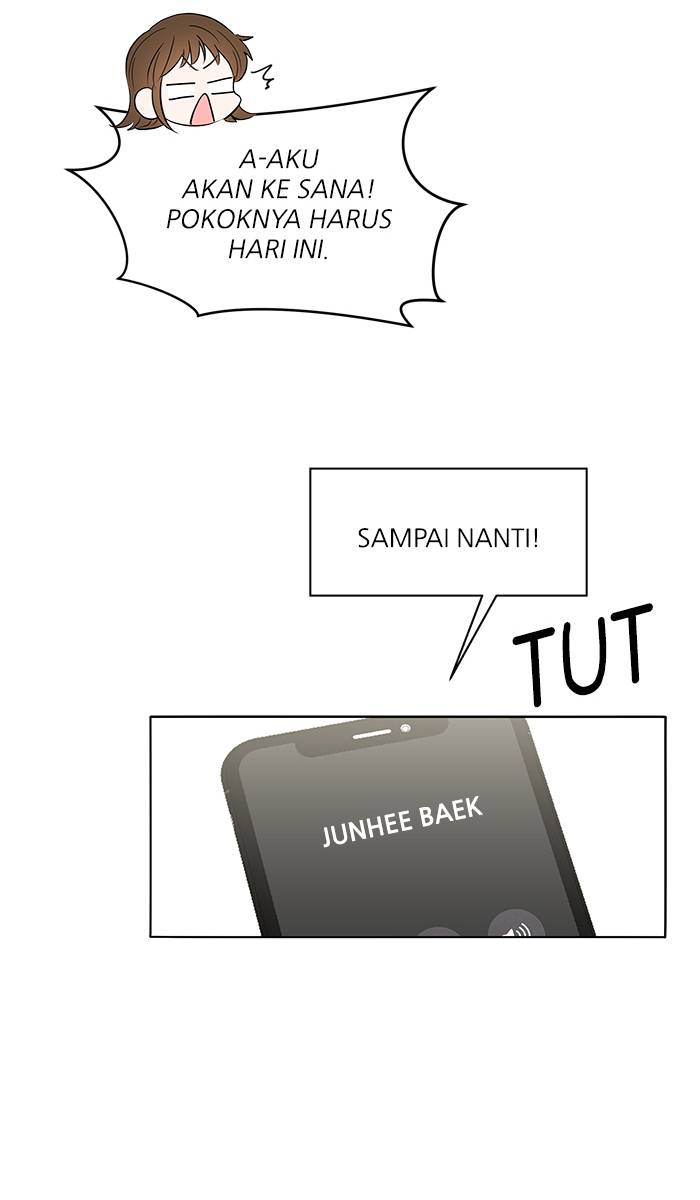 A-AKU
AKAN KE SANA!
POKOKNYA HARUS
HARI INI.
SAMPAI NANTI!
TUT
JUNHEE BAEK